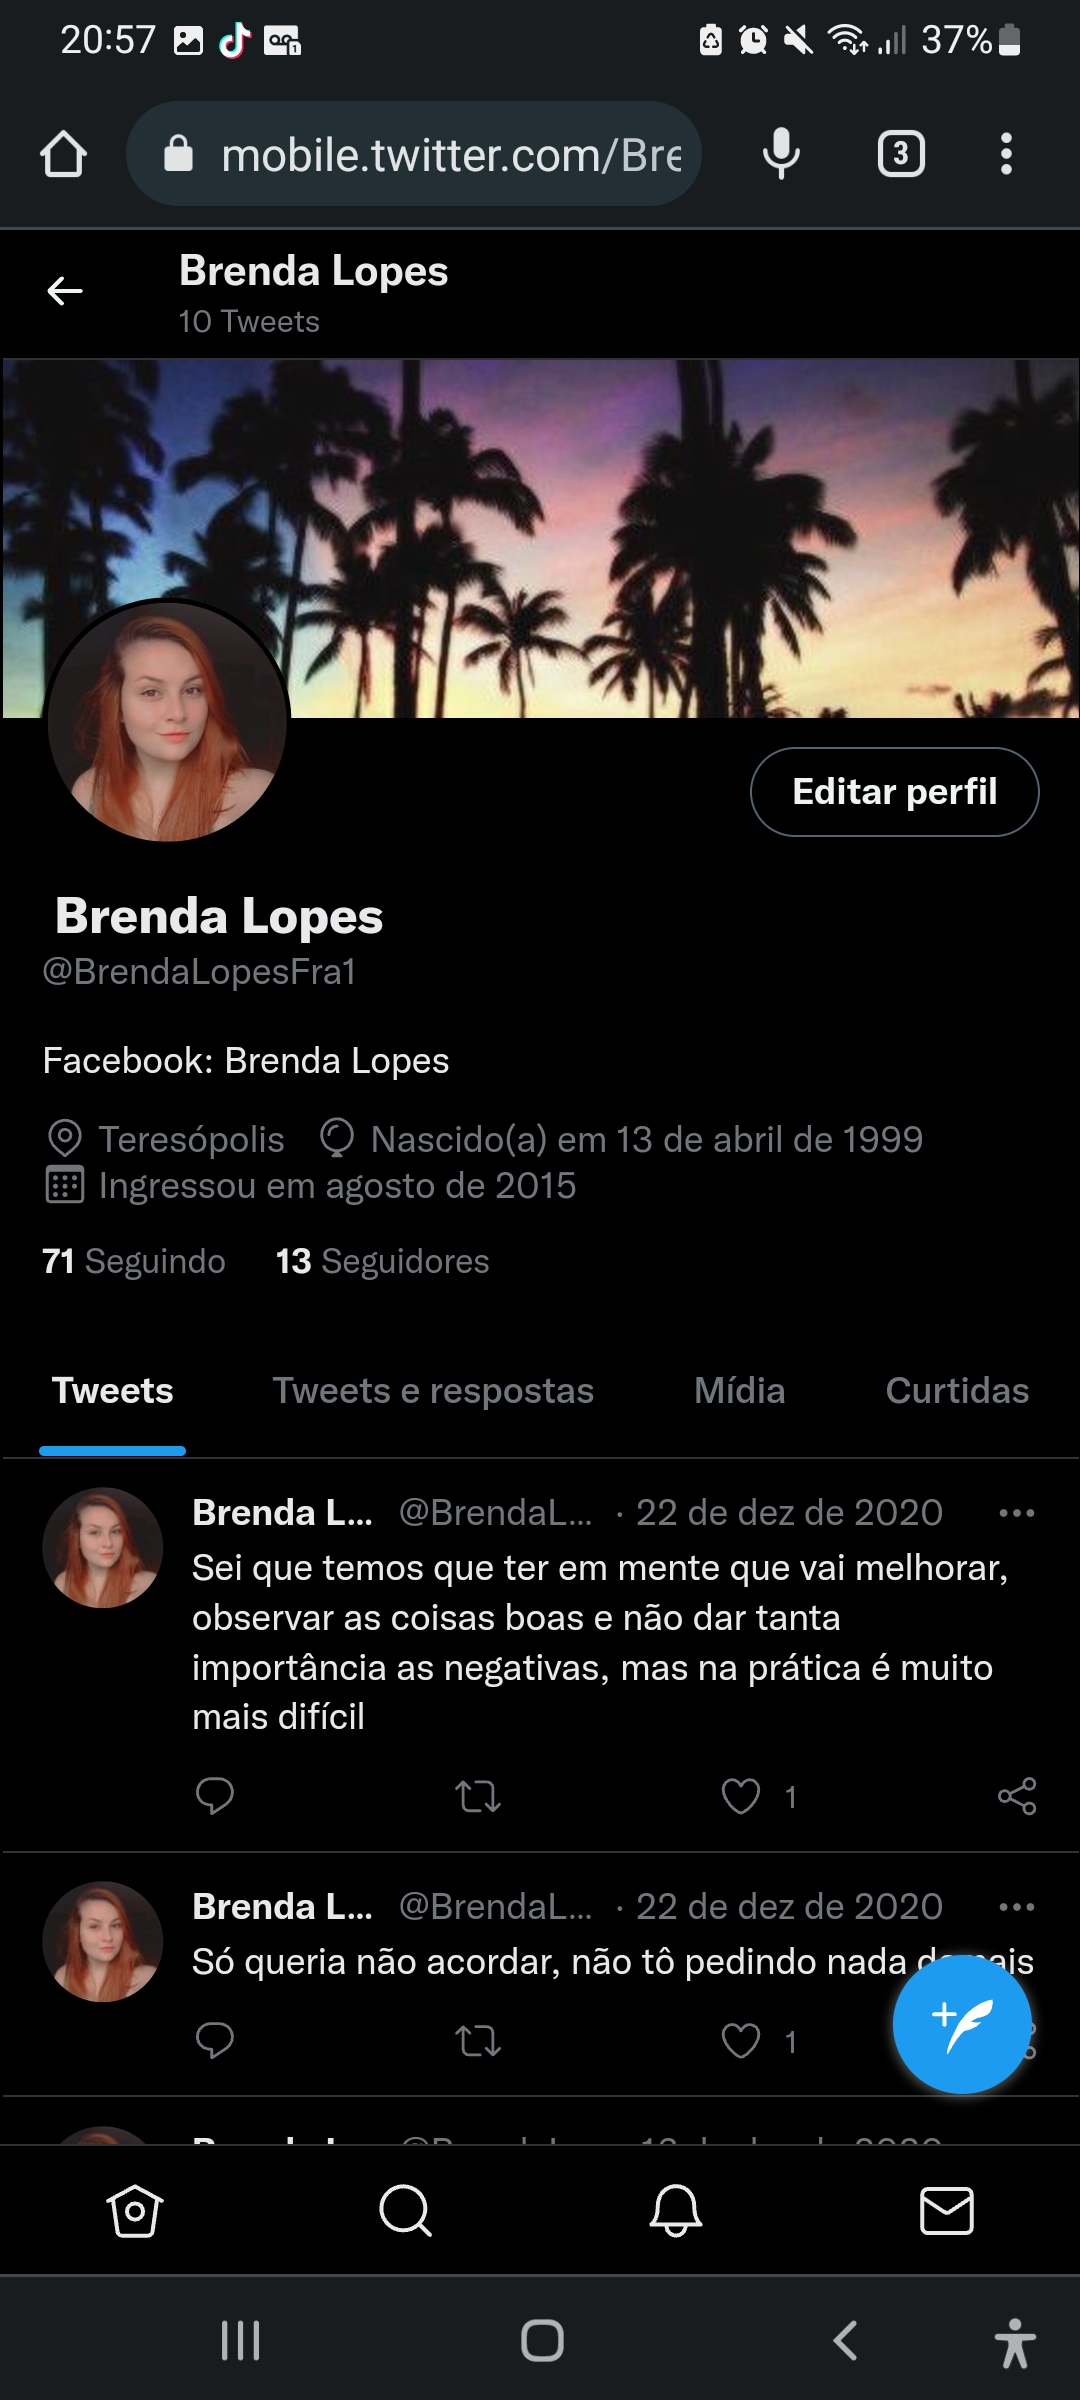 20:57
37%
mobile.twitter.com/Bre
3
Brenda Lopes
10 Tweets
Editar perfil
Brenda Lopes
@BrendaLopesFra1
Facebook: Brenda Lopes
Teresópolis Nascido(a) em 13 de abril de 1999
Ingressou em agosto de 2015
71 Seguindo 13 Seguidores
Tweets Tweets e respostas Mídia Curtidas
Brenda L... @BrendaL... · 22 de dez de 2020
Sei que temos que ter em mente que vai melhorar,
observar as coisas boas e não dar tanta
importância as negativas, mas na prática é muito
mais difícil
1
Brenda L... @BrendaL... · 22 de dez de 2020
Só queria não acordar, não tô pedindo nada
1